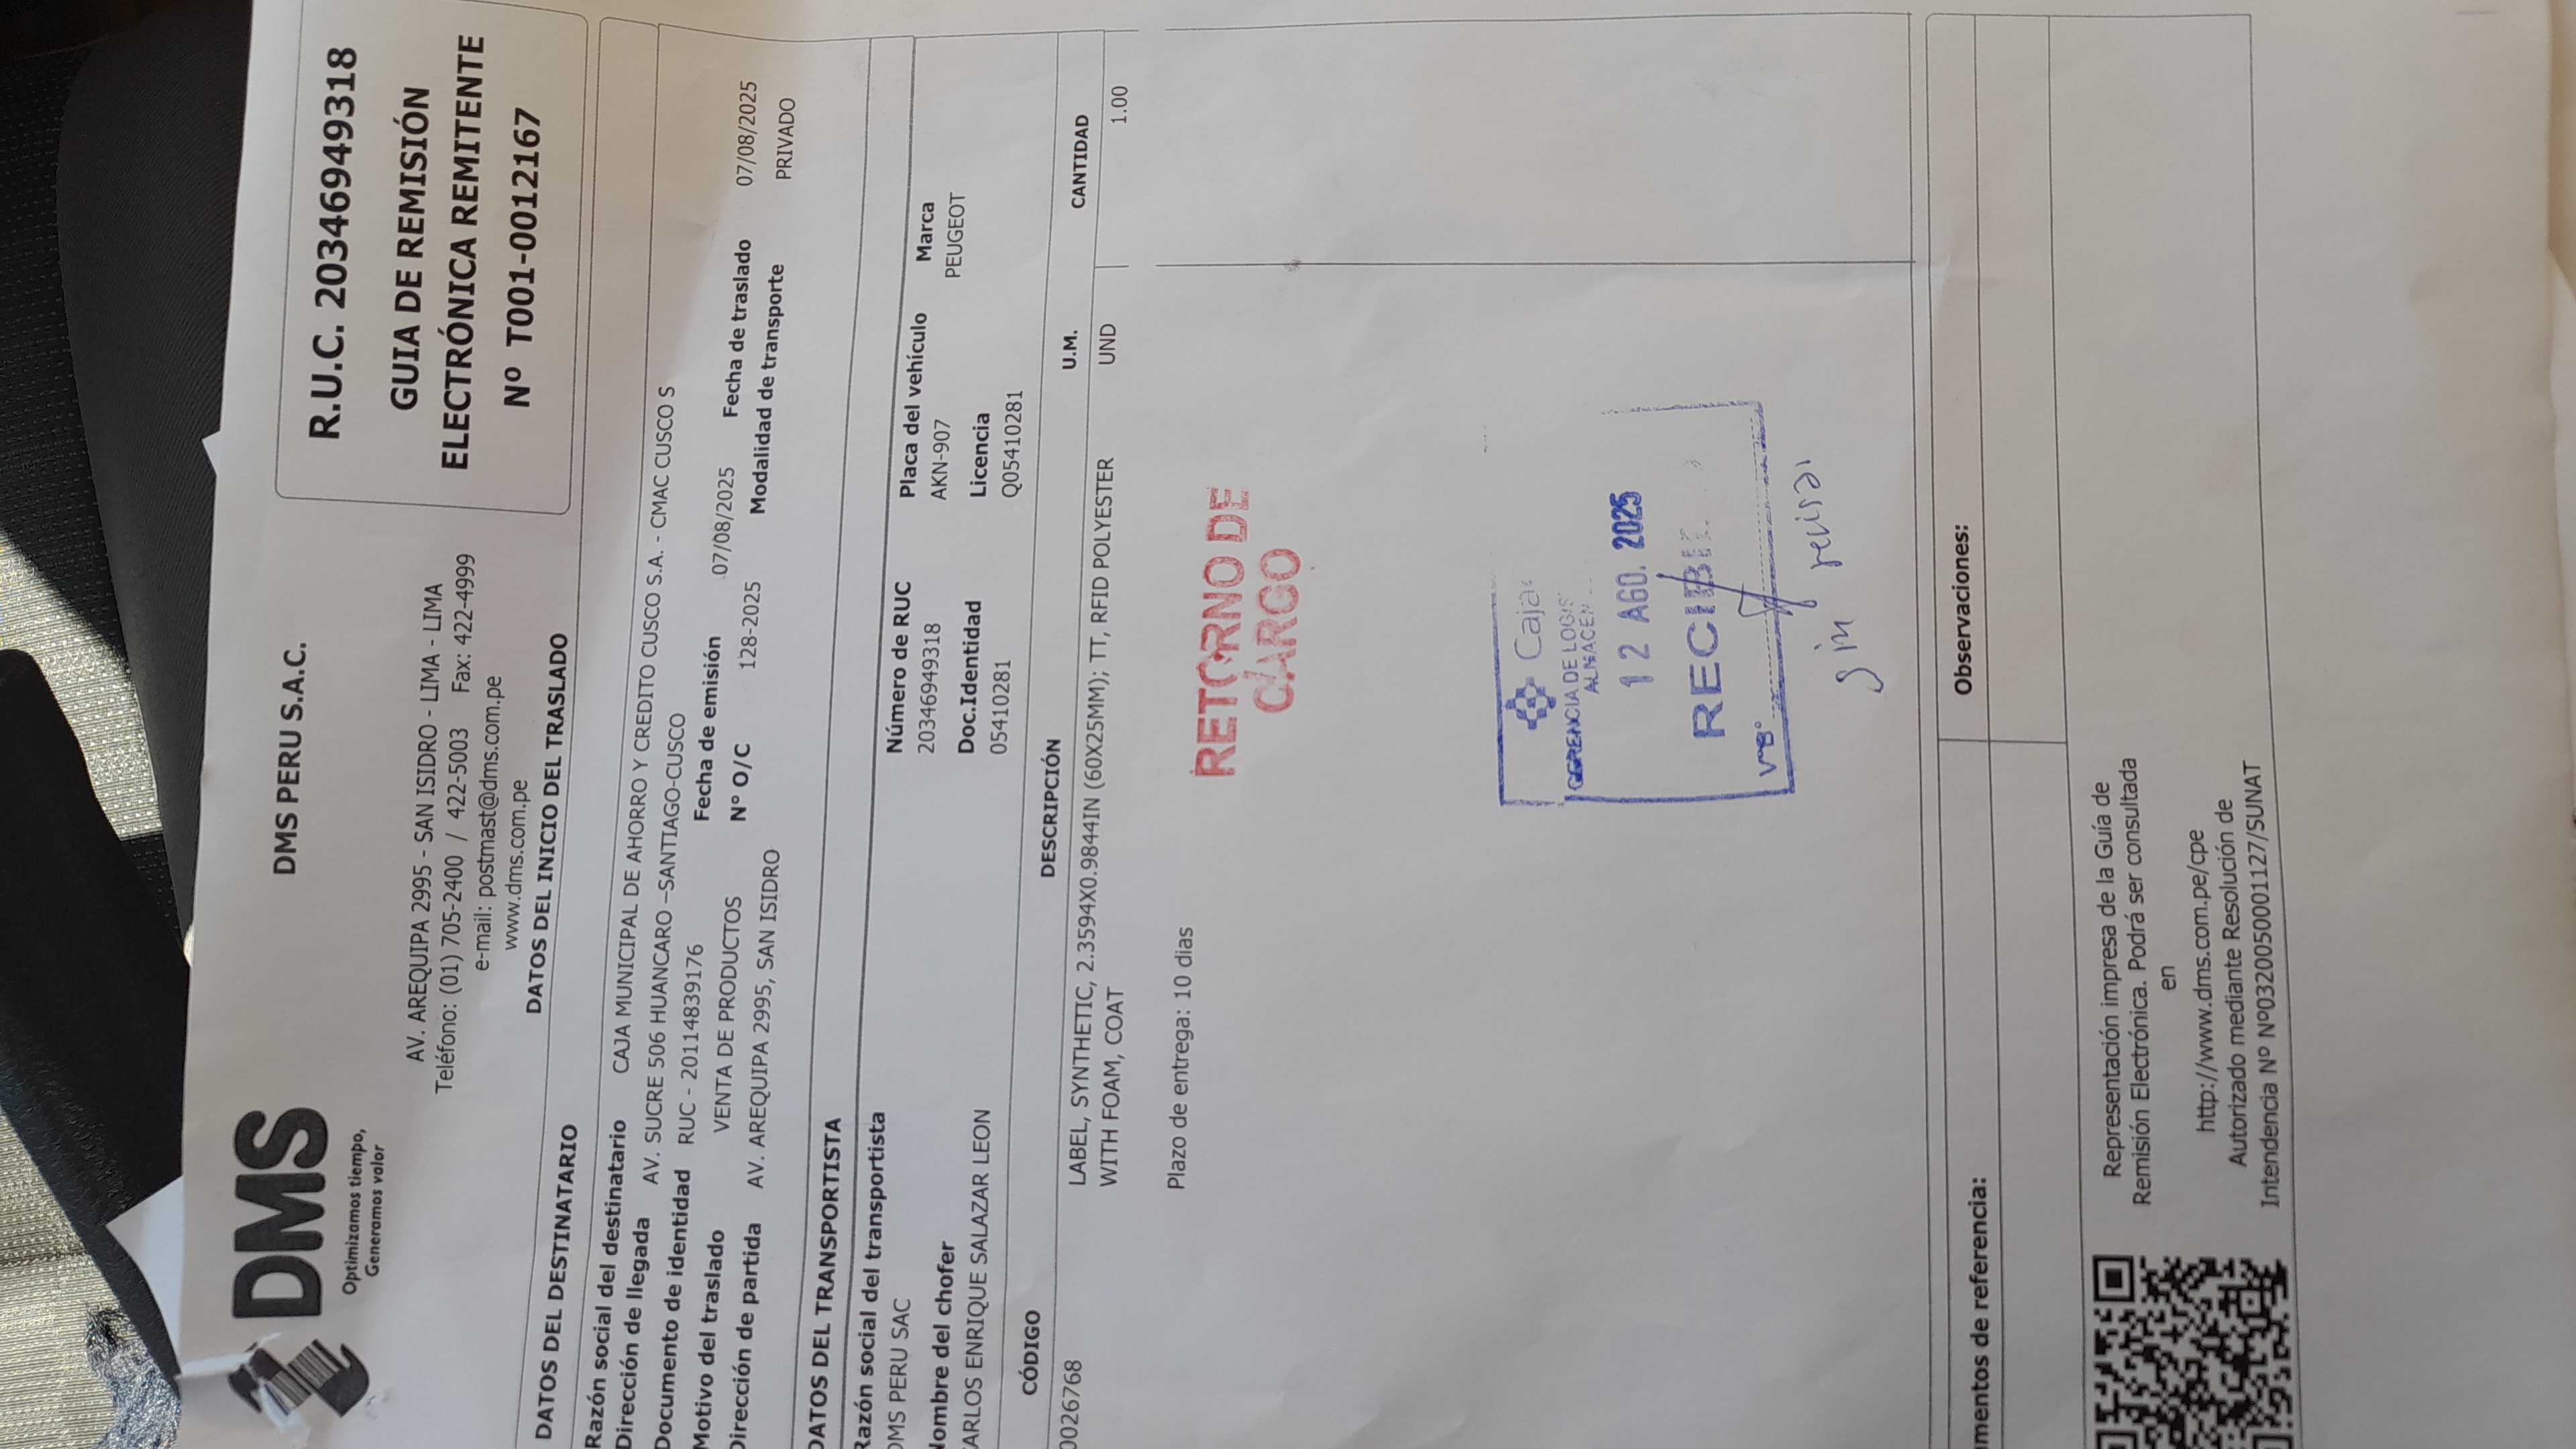 DMS
Optimizamos tiempo,
Generamos valor
DMS PERU S.A.C.
AV. AREQUIPA 2995 - SAN ISIDRO - LIMA - LIMA
Teléfono: (01) 705-2400 / 422-5003 Fax: 422-4999
e-mail: postmast@dms.com.pe
www.dms.com.pe
R.U.C. 20346949318
GUIA DE REMISIÓN
ELECTRÓNICA REMITENTE
Nº T001-0012167
DATOS DEL DESTINATARIO DATOS DEL INICIO DEL TRASLADO
Razón social del destinatario CAJA MUNICIPAL DE AHORRO Y CREDITO CUSCO S.A. - CMAC CUSCO S
Dirección de llegada AV. SUCRE 506 HUANCARO –SANTIAGO-CUSCO
Documento de identidad RUC - 20114839176 Fecha de emisión 07/08/2025 Fecha de traslado 07/08/2025
Motivo del traslado VENTA DE PRODUCTOS N° O/C 128-2025 Modalidad de transporte PRIVADO
Dirección de partida AV. AREQUIPA 2995, SAN ISIDRO
DATOS DEL TRANSPORTISTA
Razón social del transportista Número de RUC Placa del vehículo Marca
DMS PERU SAC 20346949318 AKN-907 PEUGEOT
Nombre del chofer Doc.Identidad Licencia
CARLOS ENRIQUE SALAZAR LEON 05410281 Q05410281
CÓDIGO DESCRIPCIÓN U.M. CANTIDAD
0026768 LABEL, SYNTHETIC, 2.3594X0.9844IN (60X25MM); TT, RFID POLYESTER UND 1.00
WITH FOAM, COAT
Plazo de entrega: 10 dias
RETORNO DE
CARGO
Caja
GERENCIA DE LOGIS
ALMACEN
12 AGO. 2025
RECIBI
V°B°
sin revisar
mentos de referencia: Observaciones:
Representación impresa de la Guía de
Remisión Electrónica. Podrá ser consultada
en
http://www.dms.com.pe/cpe
Autorizado mediante Resolución de
Intendencia Nº Nº0320050001127/SUNAT